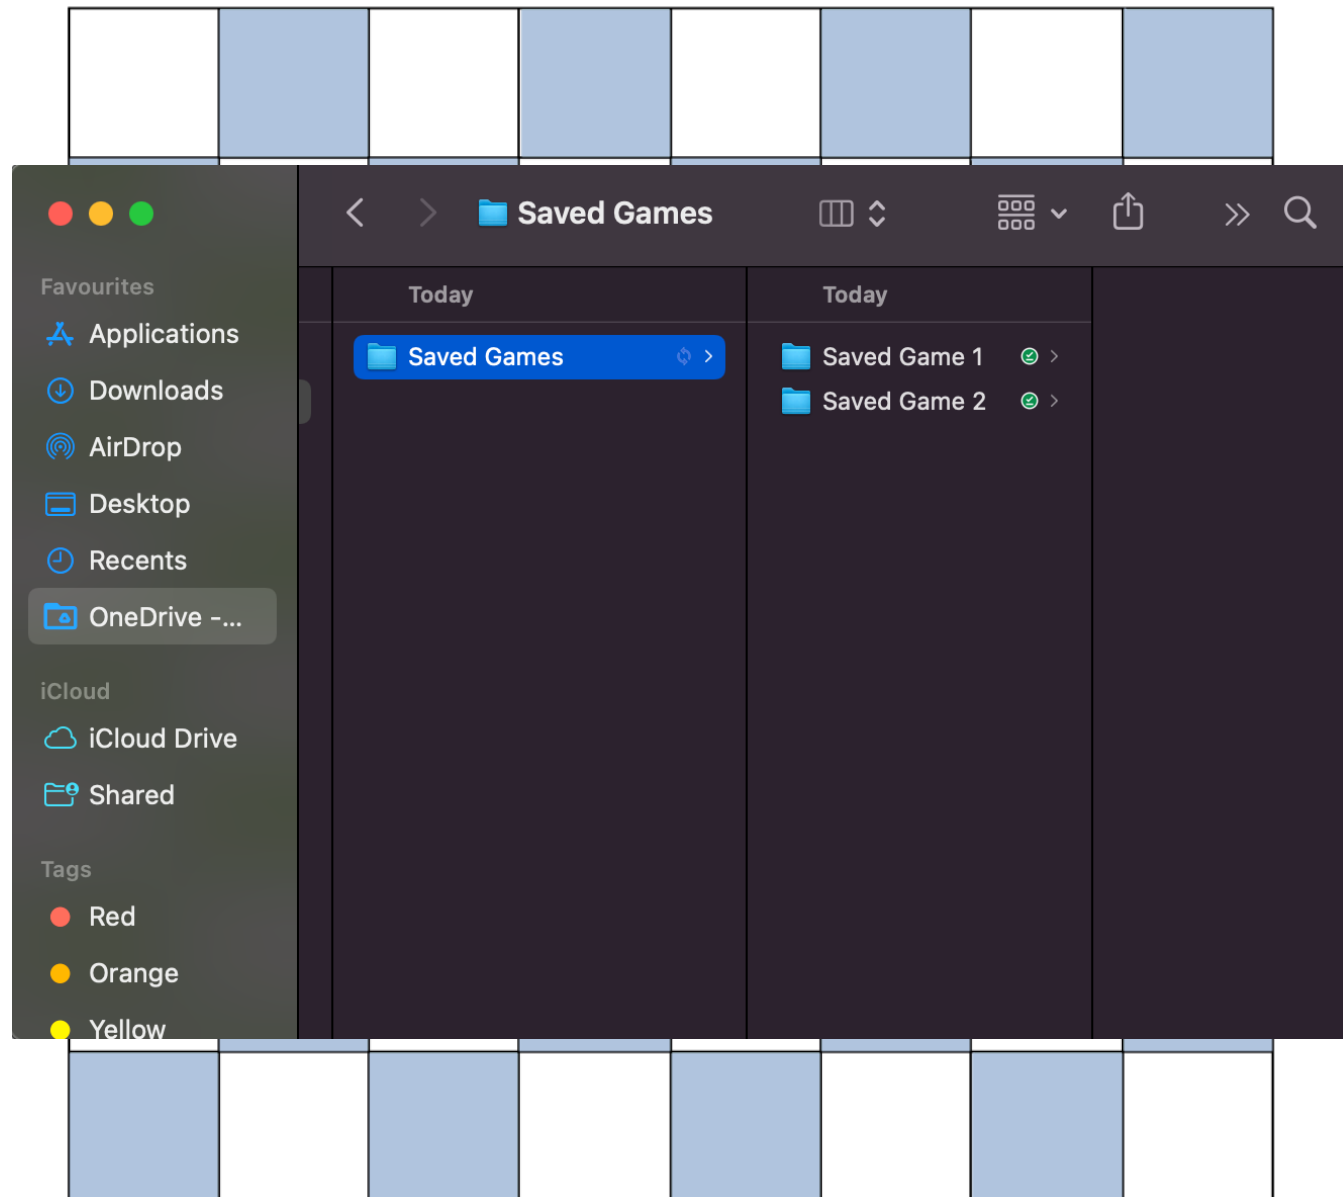 Saved Games
Favourites
Applications
Downloads
AirDrop
Desktop
Recents
OneDrive -...
iCloud
iCloud Drive
Shared
Tags
Red
Orange
Yellow
Today
Saved Games
Today
Saved Game 1
Saved Game 2